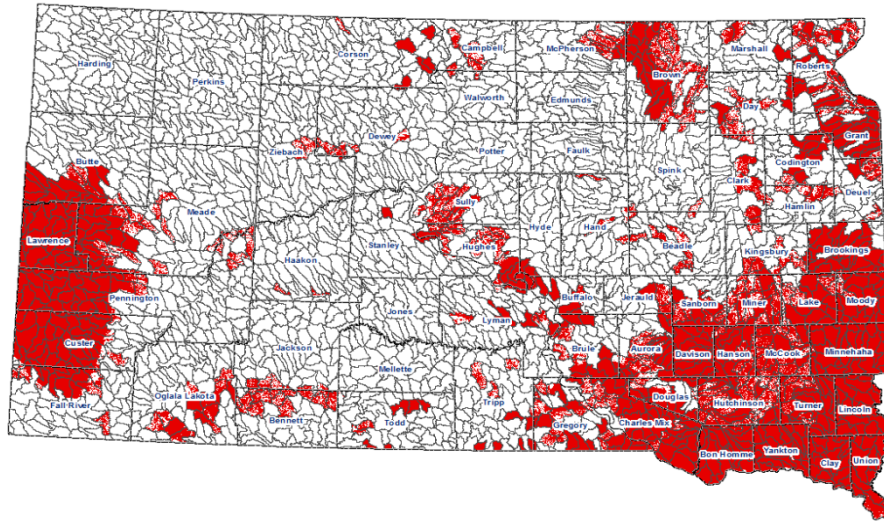 Harding
Perkins
Corson
Campbell
McPherson
Brown
Marshall
Roberts
Walworth
Edmunds
Day
Grant
Butte
Ziebach
Dewey
Potter
Faulk
Spink
Clark
Codington
Deuel
Hamlin
Meade
Sully
Lawrence
Stanley
Hughes
Hyde
Hand
Beadle
Kingsbury
Brookings
Haakon
Pennington
Jones
Lyman
Buffalo
Jerauld
Sanborn
Miner
Lake
Moody
Custer
Jackson
Brule
Aurora
Davison
Hanson
McCook
Minnehaha
Mellette
Fall River
Oglala Lakota
Bennett
Todd
Tripp
Gregory
Douglas
Charles Mix
Hutchinson
Turner
Lincoln
Bon Homme
Yankton
Clay
Union